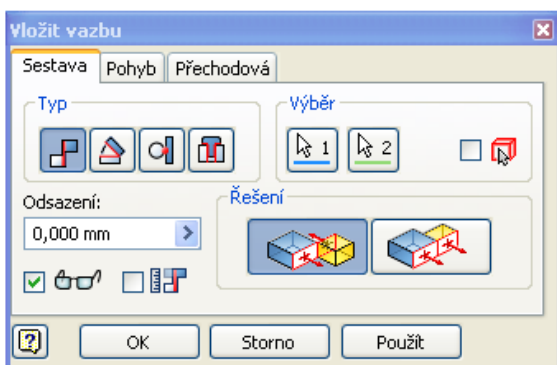 Vložit vazbu
Sestava Pohyb Přechodová
Typ Výběr
1 2
Odsazení: Řešení
0,000 mm
OK Storno Použít